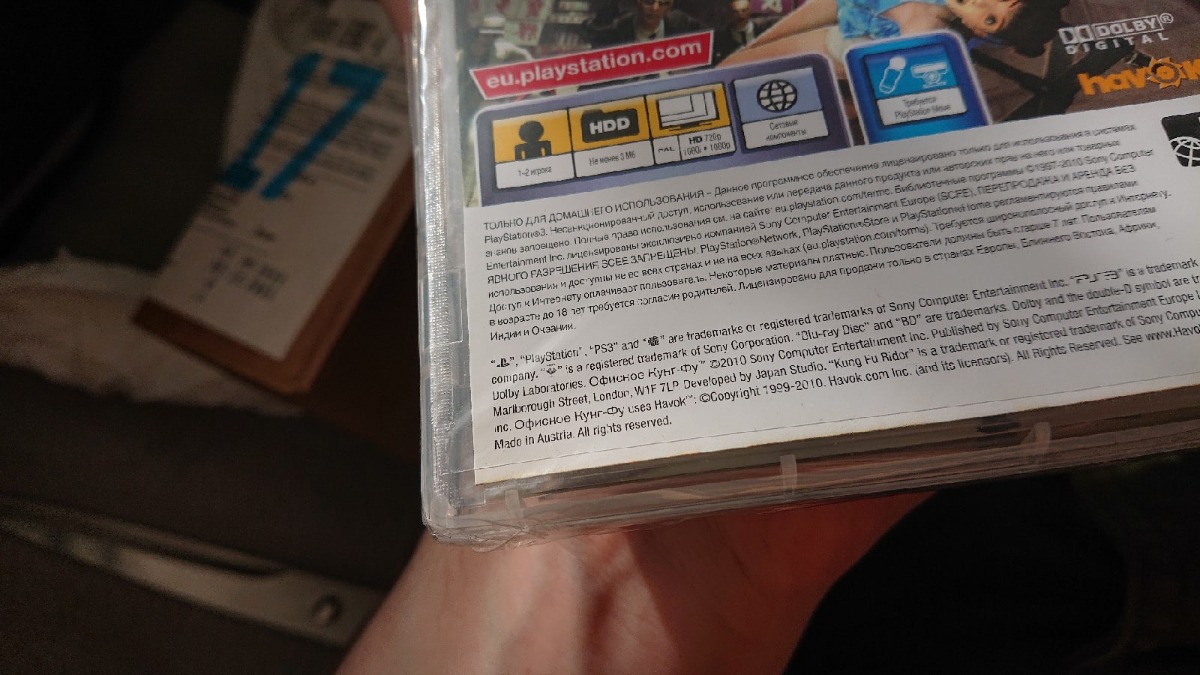 17
eu.playstation.com
DOLBY®
DIGITAL
havok
HDD
1-2 игрока
Не менее 3 Мб
PAL
HD 720p
1080i • 1080p
Сетевые
компоненты
Требуется
PlayStation Move
ТОЛЬКО ДЛЯ ДОМАШНЕГО ИСПОЛЬЗОВАНИЯ – Данное программное обеспечение лицензировано только для использования в системах
PlayStation®3. Несанкционированный доступ, использование или передача данного продукта или авторских прав на него или товарных
знаков запрещено. Полные права использования см. на сайте: eu.playstation.com/terms. Библиотечные программы ©1997-2010 Sony Computer
Entertainment Inc. лицензированы эксклюзивно компанией Sony Computer Entertainment Europe (SCEE). ПЕРЕПРОДАЖА И АРЕНДА БЕЗ
ЯВНОГО РАЗРЕШЕНИЯ SCEE ЗАПРЕЩЕНЫ. PlayStation®Network, PlayStation®Store и PlayStation®Home регламентируются правилами
использования и доступны не во всех странах и не на всех языках (eu.playstation.com/terms). Требуется широкополосный доступ к Интернету.
Доступ к Интернету оплачивает пользователь. Некоторые материалы платные. Пользователи должны быть старше 7 лет. Пользователям
в возрасте до 18 лет требуется согласие родителей. Лицензировано для продажи только в странах Европы, Ближнего Востока, Африки,
Индии и Океании.
"PlayStation", "PS3" and " " are trademarks or registered trademarks of Sony Computer Entertainment Inc. "PS3" is a trademark
company. " " is a registered trademark of Sony Corporation. "Blu-ray Disc" and "BD" are trademarks. Dolby and the double-D symbol are
Dolby Laboratories. Офисное Кунг-Фу™ ©2010 Sony Computer Entertainment Inc. Published by Sony Computer Entertainment Europe
Marlborough Street, London, W1F 7LP Developed by Japan Studio. "Kung Fu Rider" is a trademark or registered trademark of Sony
Inc. Офисное Кунг-Фу uses Havok™: ©Copyright 1999-2010. Havok.com Inc. (and its licensors). All Rights Reserved. See www.
Made in Austria. All rights reserved.